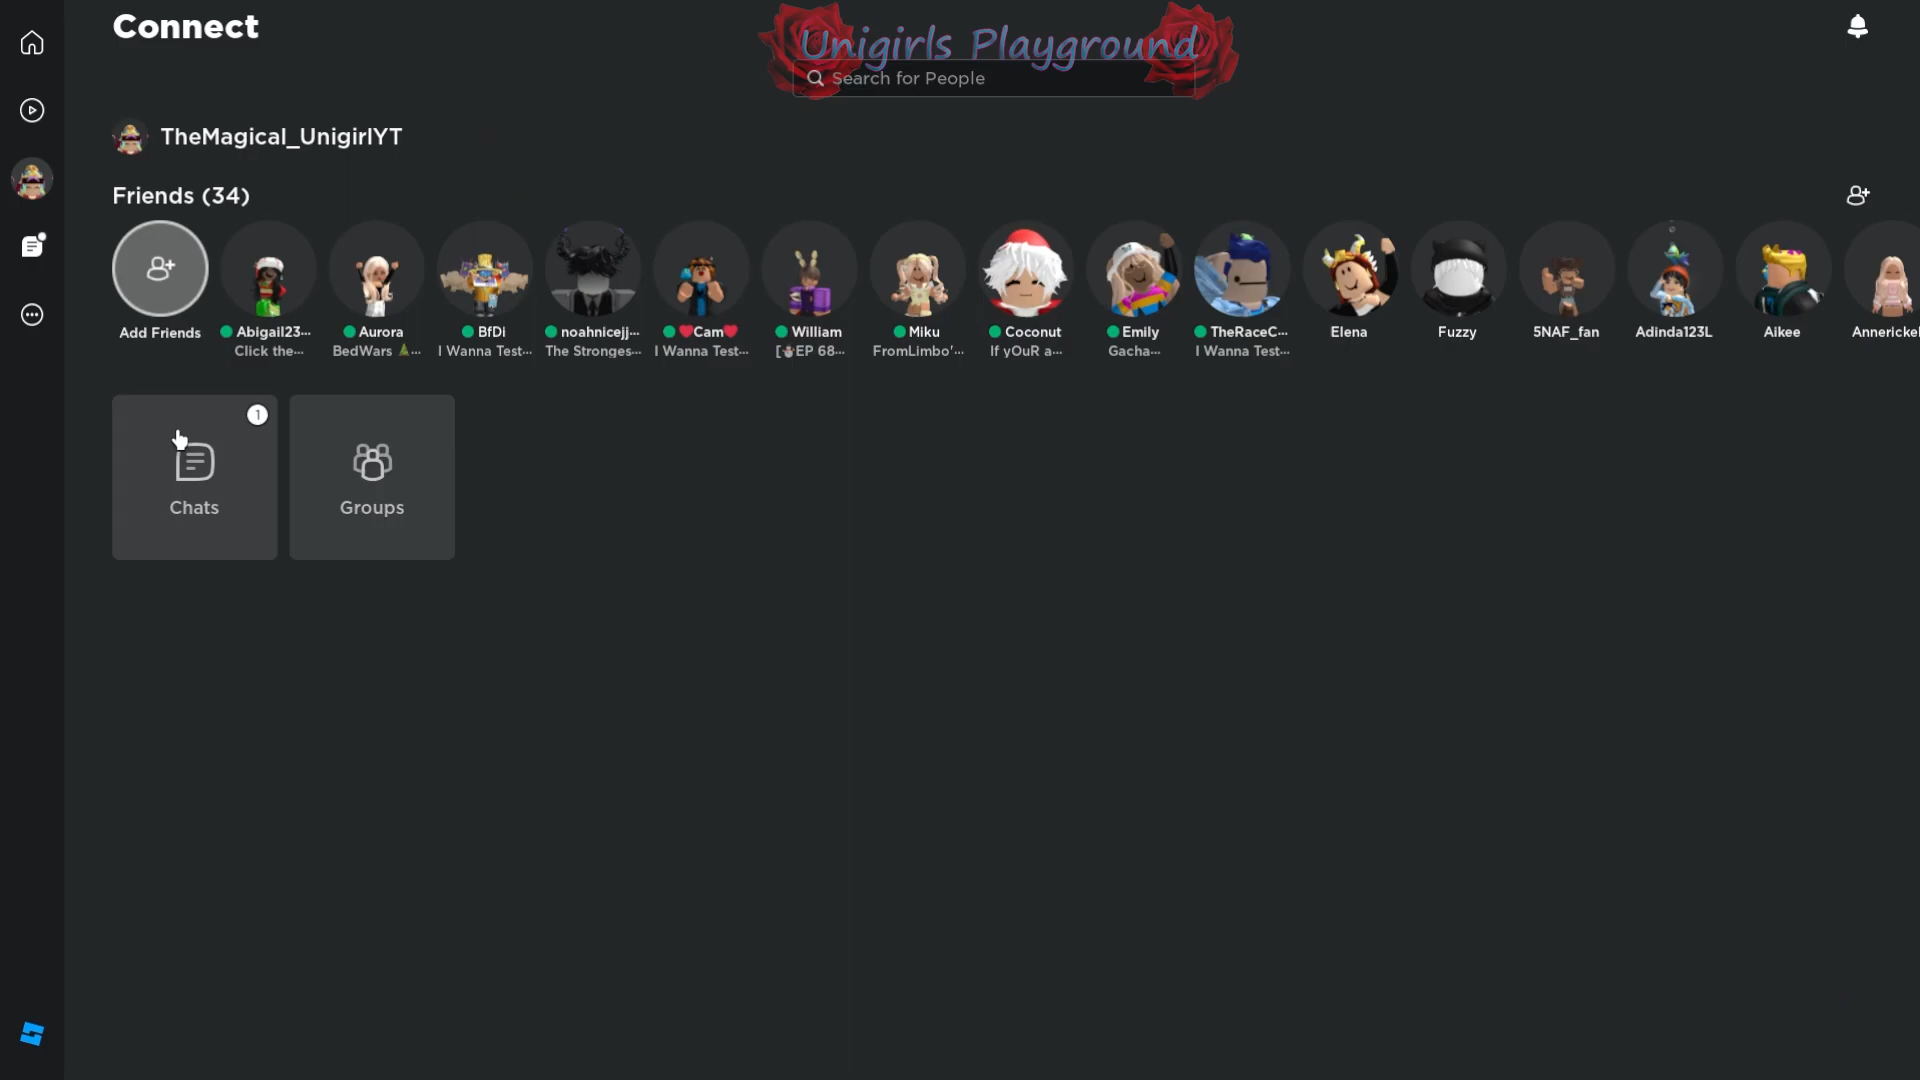 Connect
Unigirls Playground
Search for People
TheMagical_UnigirlYT
Friends (34)
Add Friends
Abigail23...
Click the...
Aurora
BedWars 🎄...
BfDi
I Wanna Test...
noahnicejj...
The Stronges...
❤️Cam❤️
I Wanna Test...
William
[⛄EP 68...
Miku
FromLimbo'...
Coconut
If yOuR a...
Emily
Gacha...
TheRaceC...
I Wanna Test...
Elena
Fuzzy
5NAF_fan
Adinda123L
Aikee
Annerickel
1
Chats
Groups